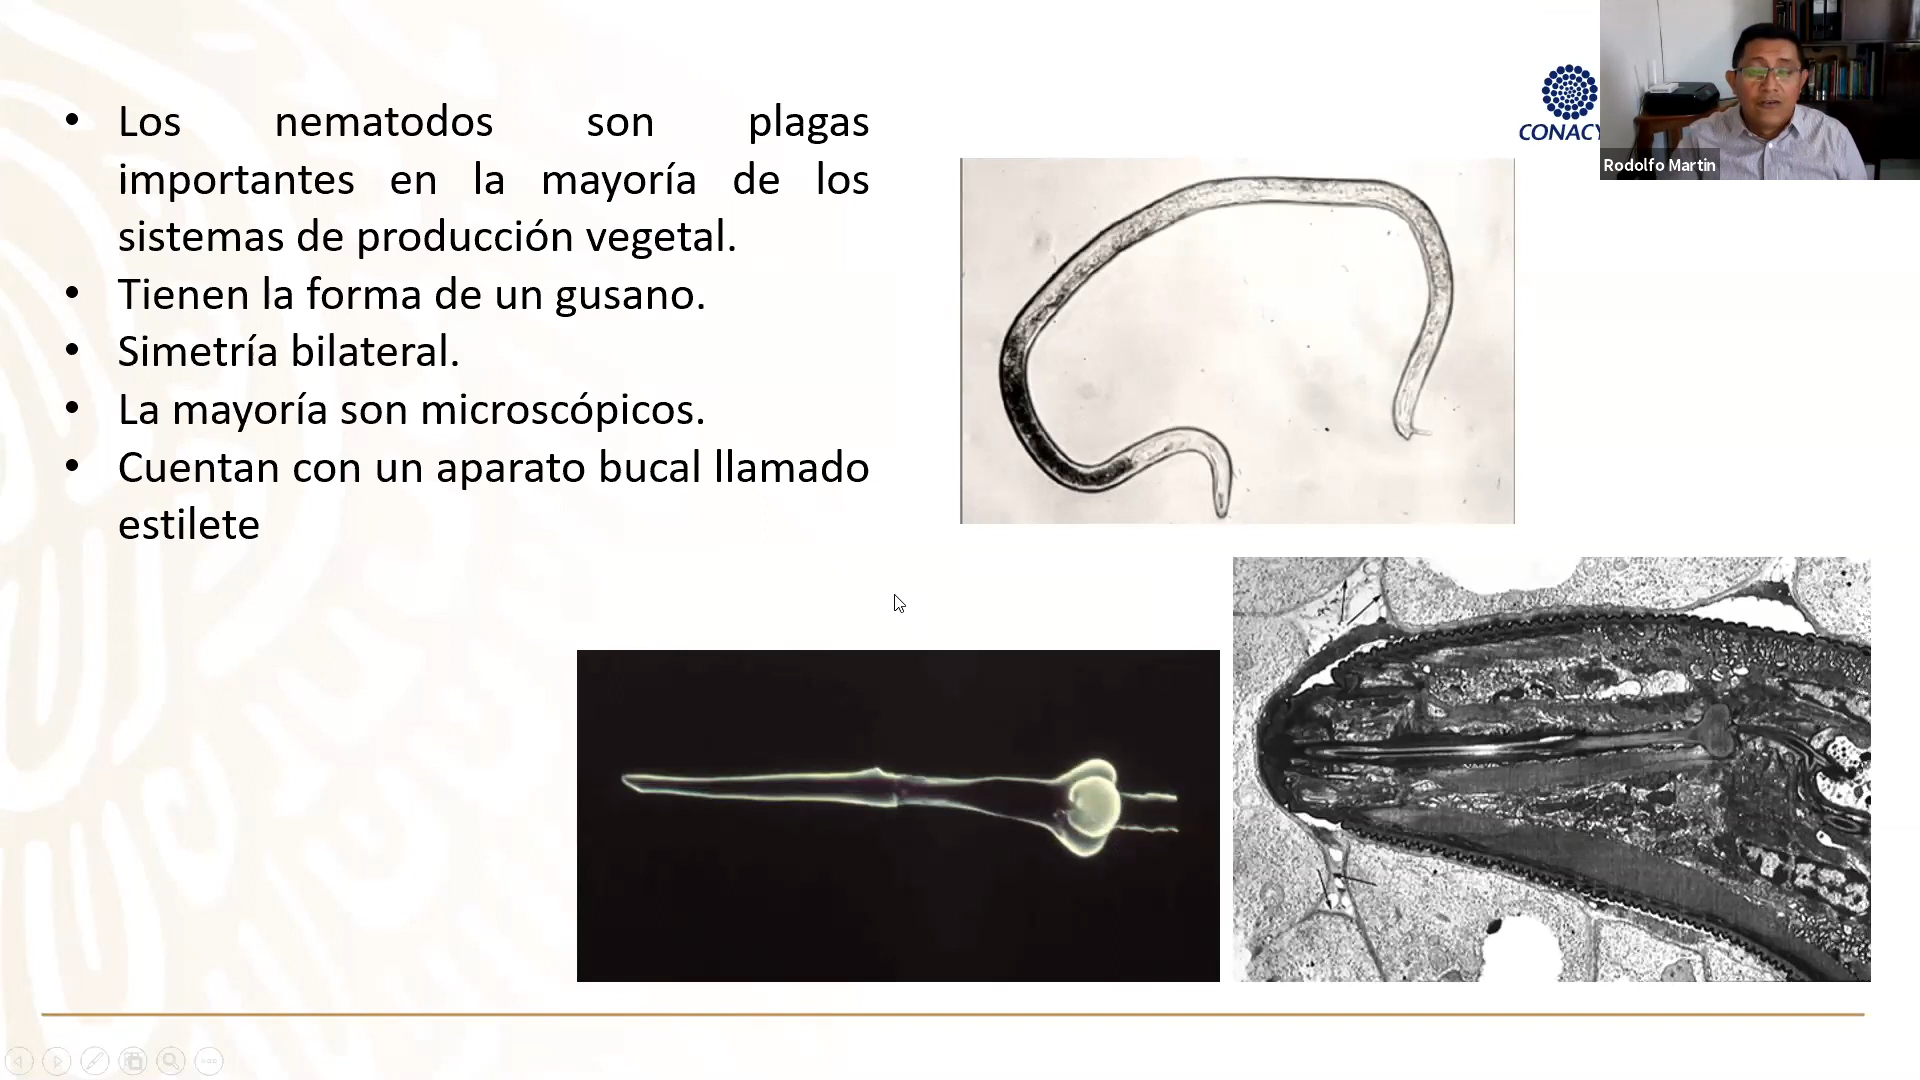 • Los nematodos son plagas
importantes en la mayoría de los
sistemas de producción vegetal.
• Tienen la forma de un gusano.
• Simetría bilateral.
• La mayoría son microscópicos.
• Cuentan con un aparato bucal llamado
estilete
CONACY
Rodolfo Martin